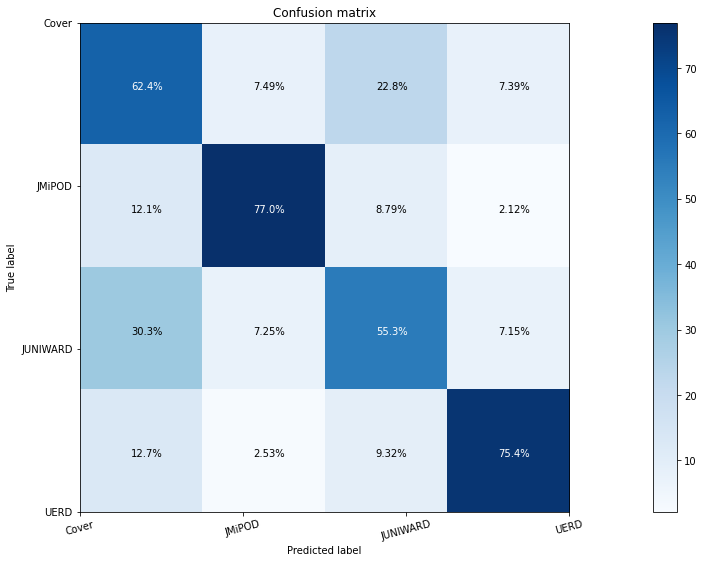 Confusion matrix
Cover
62.4% 7.49% 22.8% 7.39%
JMiPOD
12.1% 77.0% 8.79% 2.12%
True label
30.3% 7.25% 55.3% 7.15%
JUNIWARD
12.7% 2.53% 9.32% 75.4%
UERD
Cover JMiPOD JUNIWARD UERD
Predicted label
70
60
50
40
30
20
10